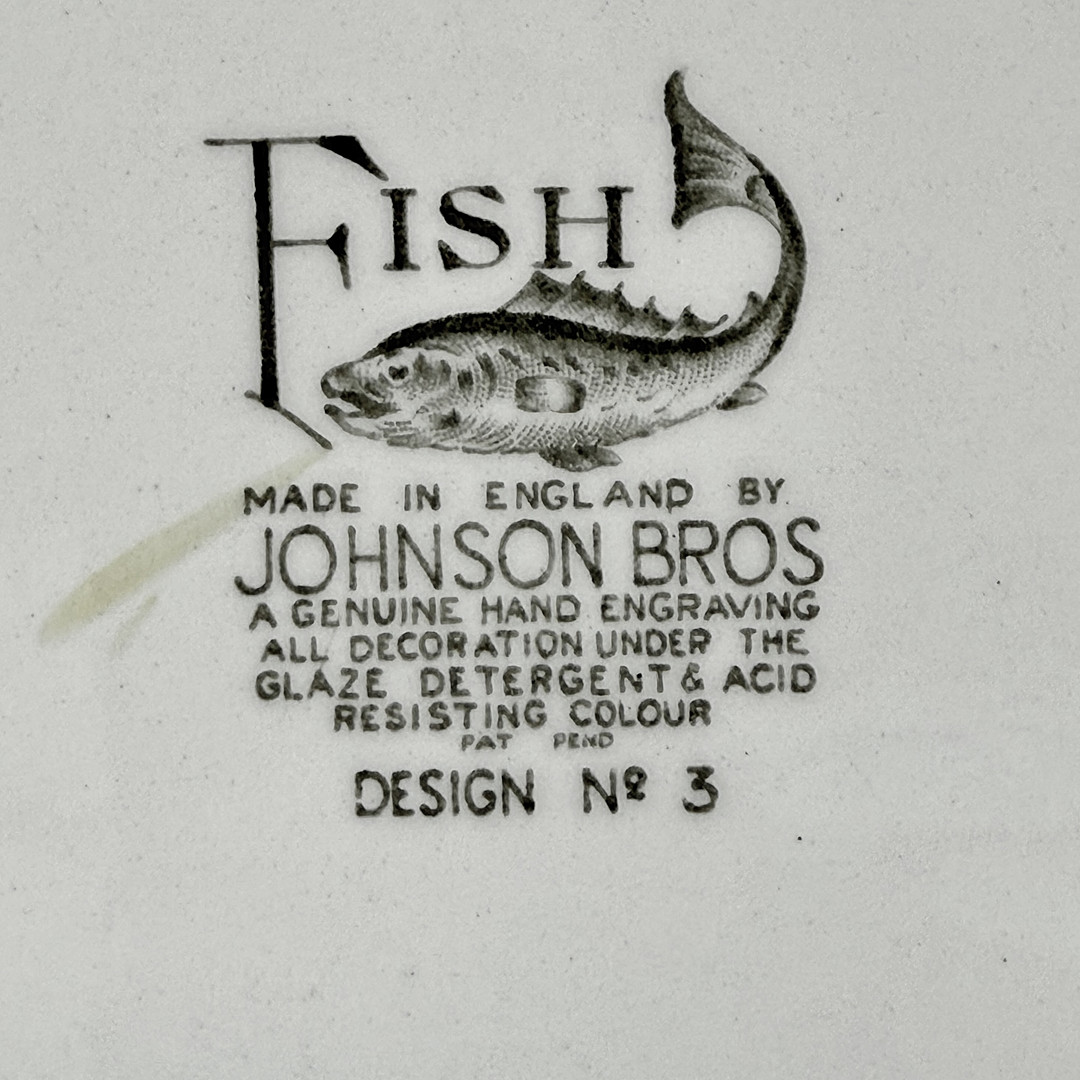 FISH
MADE IN ENGLAND BY
JOHNSON BROS
A GENUINE HAND ENGRAVING
ALL DECORATION UNDER THE
GLAZE DETERGENT & ACID
RESISTING COLOUR
PAT PEND
DESIGN Nº 3